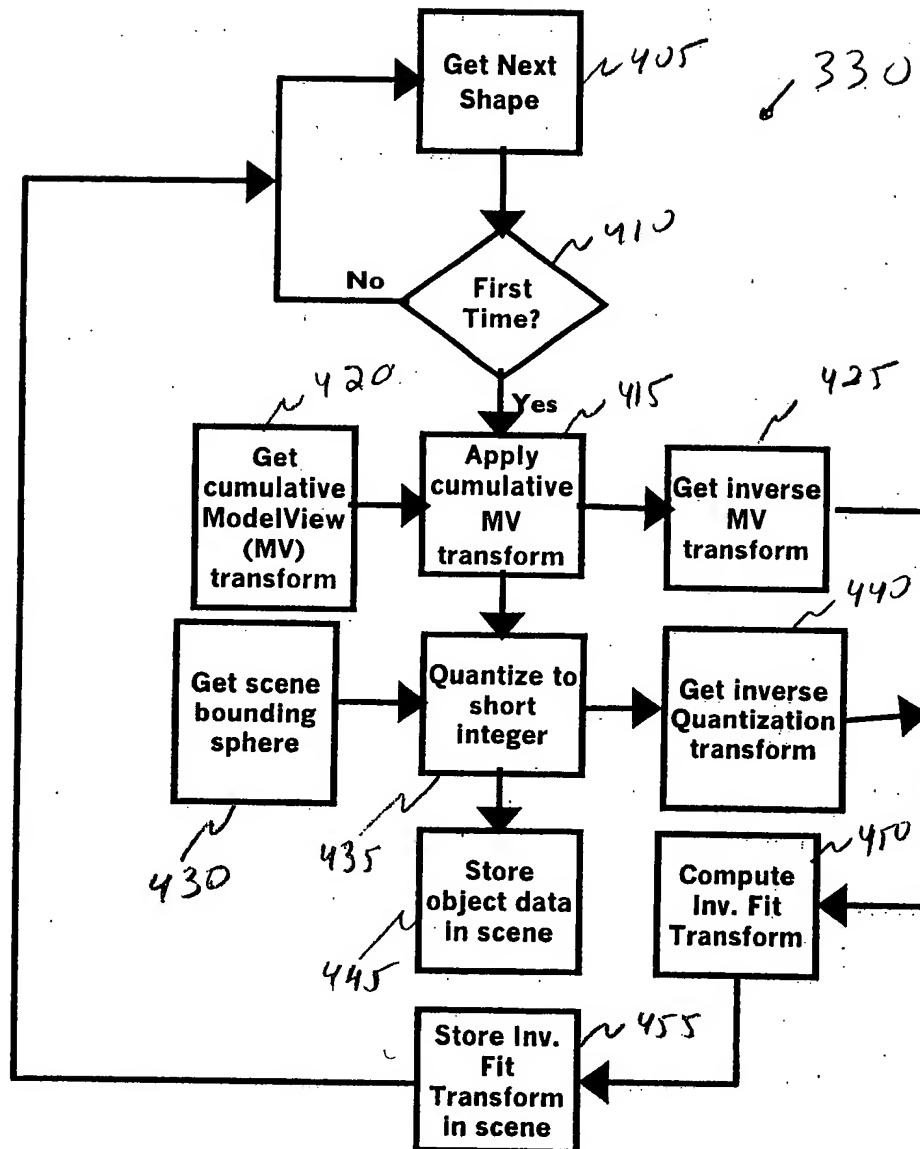 Get Next
Shape
405
330
410
No
First
Time?
Yes
420
415
425
Get
cumulative
ModelView
(MV)
transform
Apply
cumulative
MV
transform
Get inverse
MV
transform
440
Get scene
bounding
sphere
Quantize to
short
integer
Get inverse
Quantization
transform
430
435
450
Store
object data
in scene
Compute
Inv. Fit
Transform
445
455
Store Inv.
Fit
Transform
in scene